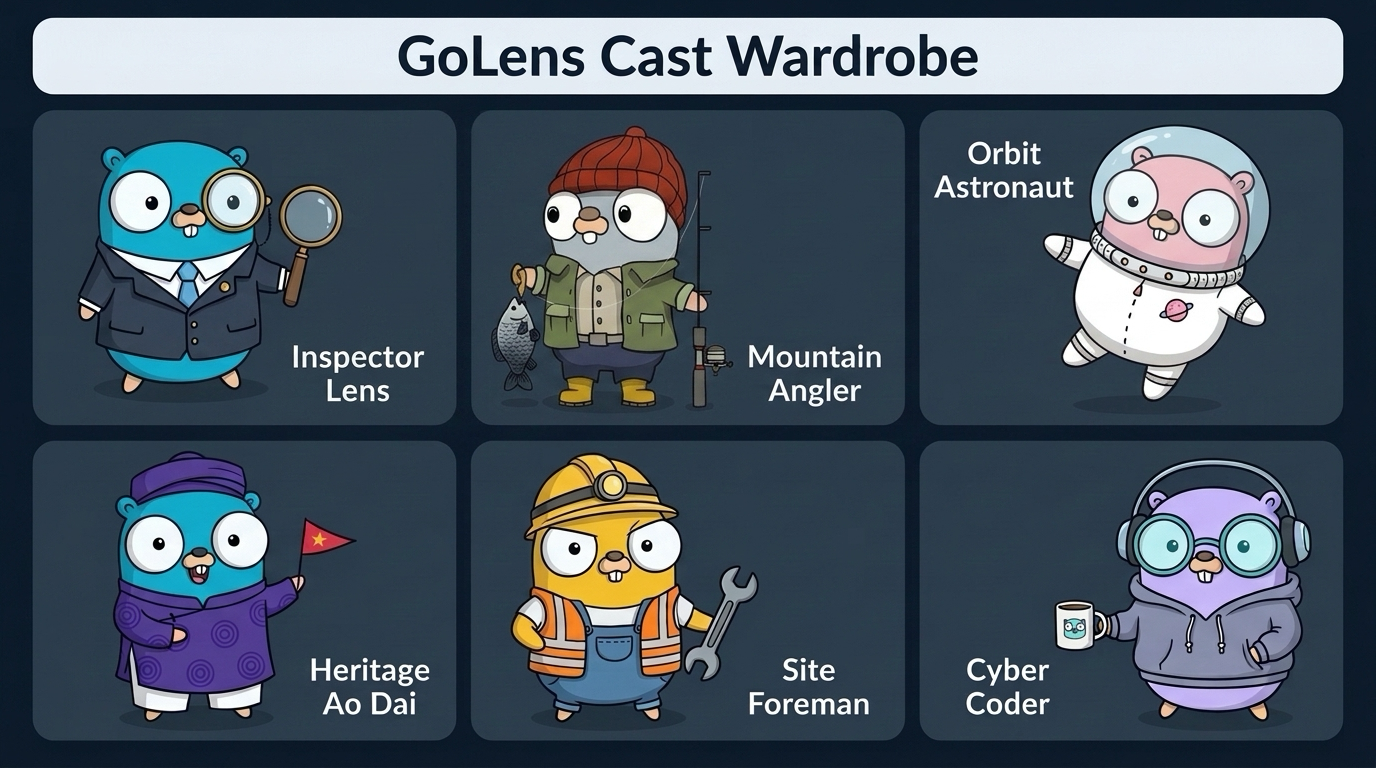 GoLens Cast Wardrobe
Inspector
Lens
Mountain
Angler
Orbit
Astronaut
Heritage
Ao Dai
Site
Foreman
Cyber
Coder